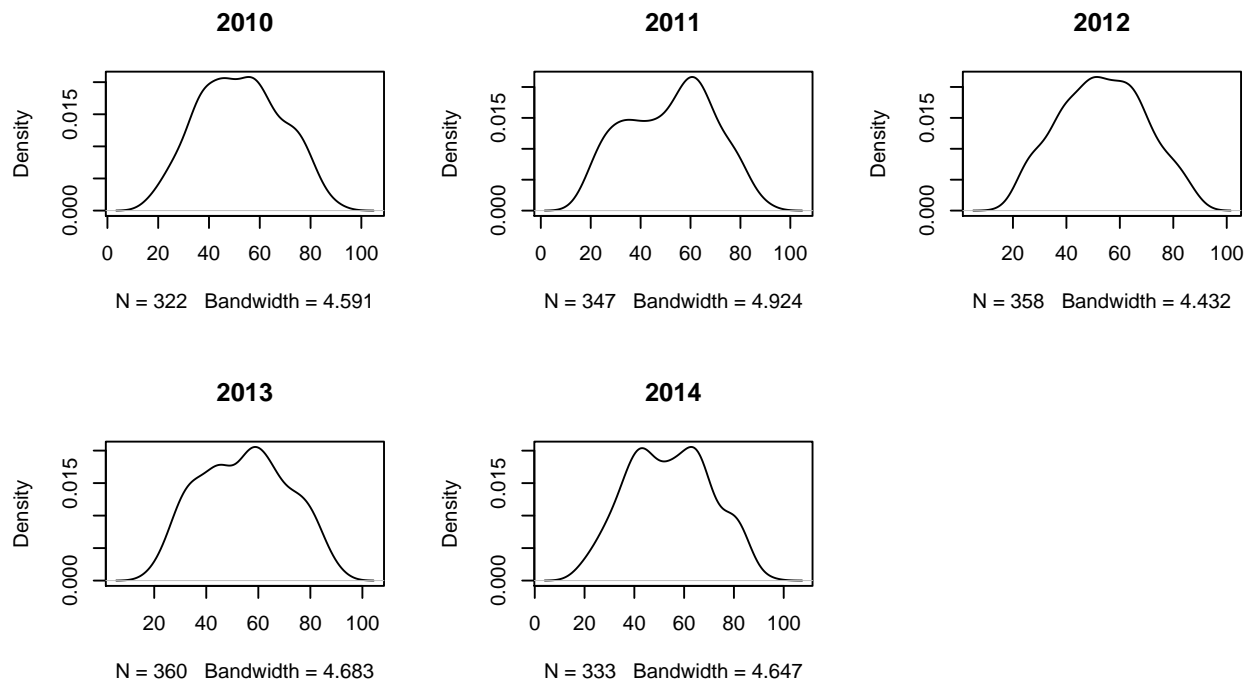 2010
0.015
0.000
Density
0 20 40 60 80 100
N = 322 Bandwidth = 4.591
2011
0.015
0.000
Density
0 20 40 60 80 100
N = 347 Bandwidth = 4.924
2012
0.015
0.000
Density
20 40 60 80 100
N = 358 Bandwidth = 4.432
2013
0.015
0.000
Density
20 40 60 80 100
N = 360 Bandwidth = 4.683
2014
0.015
0.000
Density
0 20 40 60 80 100
N = 333 Bandwidth = 4.647